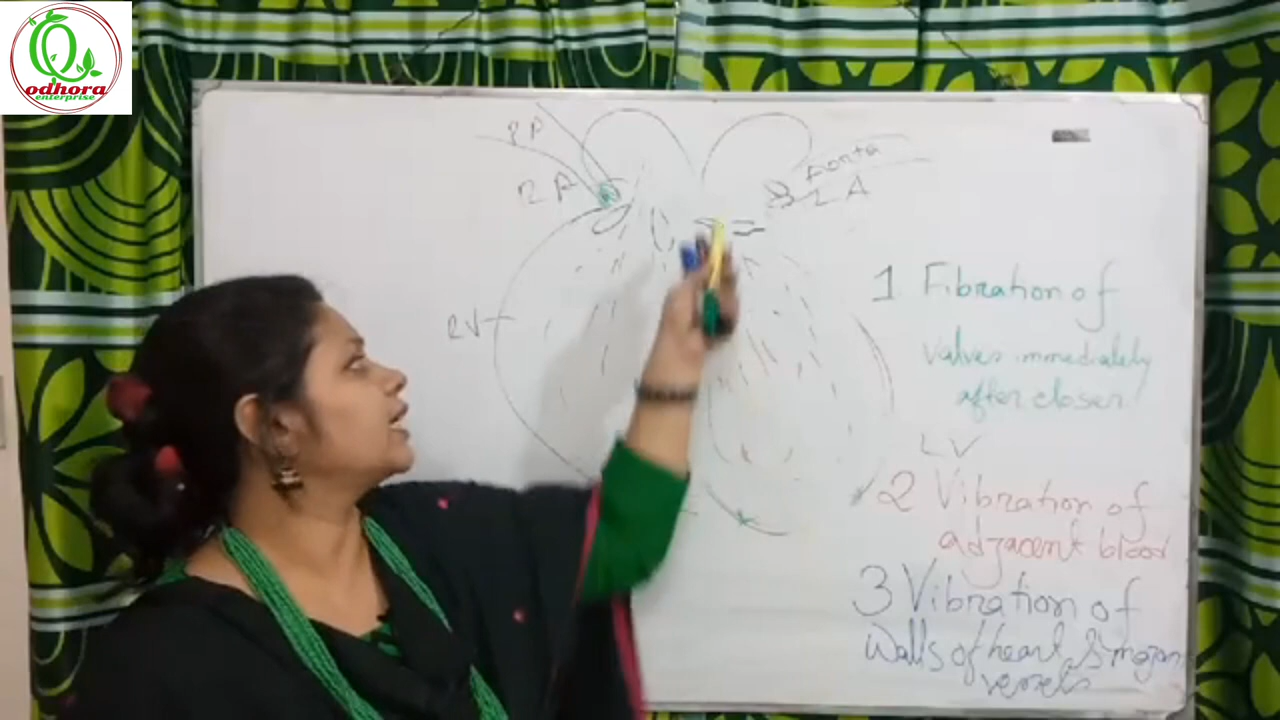 odhora
enterprise
RA
Aorta
LA
RV
1 Fibration of
valves immediately
after closer
LV
2 Vibration of
adjacent blood
3 Vibration of
Walls of heart & major
vessels